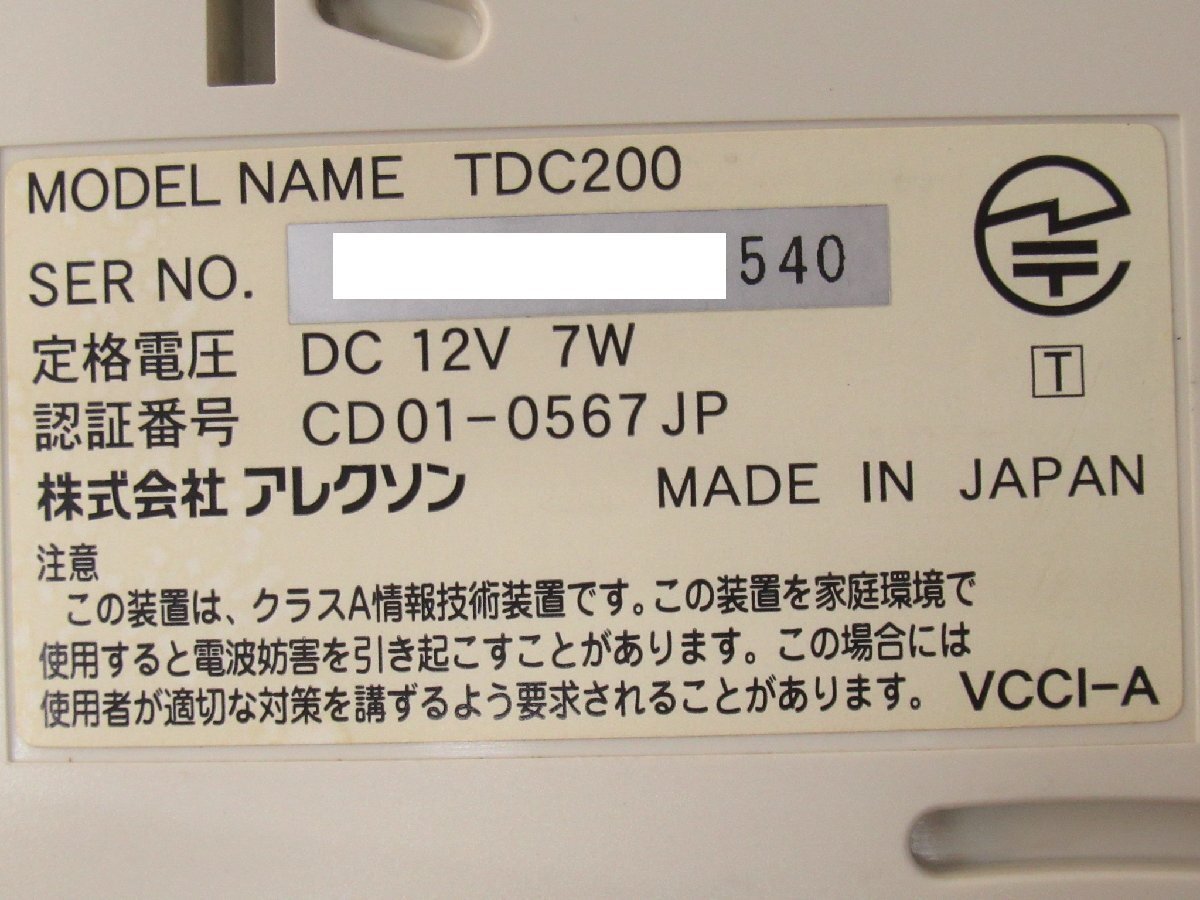 MODEL NAME TDC200
SER NO. 540
定格電圧 DC 12V 7W
認証番号 CD01-0567JP
T
株式会社 アレクソン MADE IN JAPAN
注意
この装置は、クラスA情報技術装置です。この装置を家庭環境で
使用すると電波妨害を引き起こすことがあります。この場合には
使用者が適切な対策を講ずるよう要求されることがあります。 VCCI-A